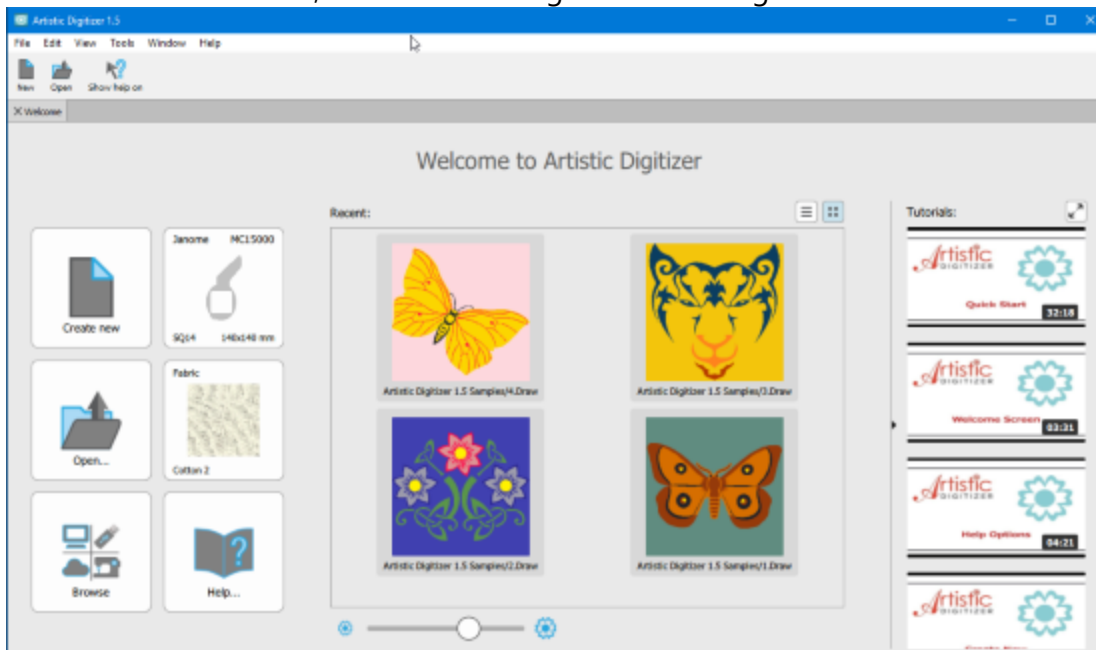 Artistic Digitizer 1.5
File Edit View Tools Window Help
New Open Show help on
X Welcome
Welcome to Artistic Digitizer
Recent:
Tutorials:
Create new
Janome MC15000
SQ14 140x140 mm
Open...
Fabric
Cotton 2
Browse
Help...
Artistic Digitizer 1.5 Samples/4.Draw
Artistic Digitizer 1.5 Samples/3.Draw
Artistic Digitizer 1.5 Samples/2.Draw
Artistic Digitizer 1.5 Samples/1.Draw
Artistic
DIGITIZER
Quick Start
32:18
Artistic
DIGITIZER
Welcome Screen
03:31
Artistic
DIGITIZER
Help Options
04:21
Artistic
DIGITIZER